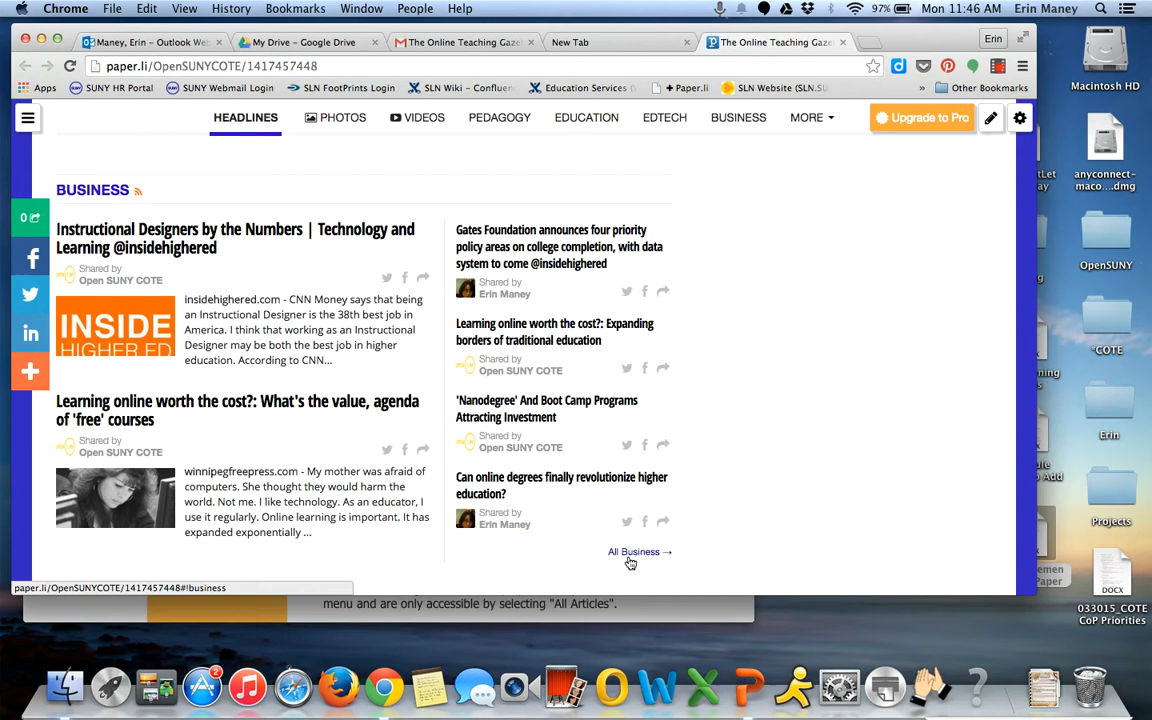 Chrome File Edit View History Bookmarks Window People Help 97% Mon 11:46 AM Erin Maney
Maney, Erin – Outlook We
My Drive – Google Drive
The Online Teaching Gaze
New Tab
The Online Teaching Gaze
Erin
paper.li/OpenSUNYCOTE/1417457448
Apps SUNY HR Portal SUNY Webmail Login SLN FootPrints Login SLN Wiki – Confluen Education Services + Paper.li SLN Website (SLN.SU » Other Bookmarks
HEADLINES PHOTOS VIDEOS PEDAGOGY EDUCATION EDTECH BUSINESS MORE
Upgrade to Pro
BUSINESS
0
Instructional Designers by the Numbers | Technology and
Learning @insidehighered
Shared by
Open SUNY COTE
INSIDE
HIGHER ED
insidehighered.com - CNN Money says that being
an Instructional Designer is the 38th best job in
America. I think that working as an Instructional
Designer may be both the best job in higher
education. According to CNN...
Learning online worth the cost?: What's the value, agenda
of 'free' courses
Shared by
Open SUNY COTE
winnipegfreepress.com - My mother was afraid of
computers. She thought they would harm the
world. Not me. I like technology. As an educator, I
use it regularly. Online learning is important. It has
expanded exponentially ...
Gates Foundation announces four priority
policy areas on college completion, with data
system to come @insidehighered
Shared by
Erin Maney
Learning online worth the cost?: Expanding
borders of traditional education
Shared by
Open SUNY COTE
'Nanodegree' And Boot Camp Programs
Attracting Investment
Shared by
Open SUNY COTE
Can online degrees finally revolutionize higher
education?
Shared by
Erin Maney
All Business →
paper.li/OpenSUNYCOTE/1417457448#!business
menu and are only accessible by selecting "All Articles".
Macintosh HD
anyconnect-
maco....dmg
OpenSUNY
*COTE
Erin
Projects
DOCX
033015_COTE
CoP Priorities
2